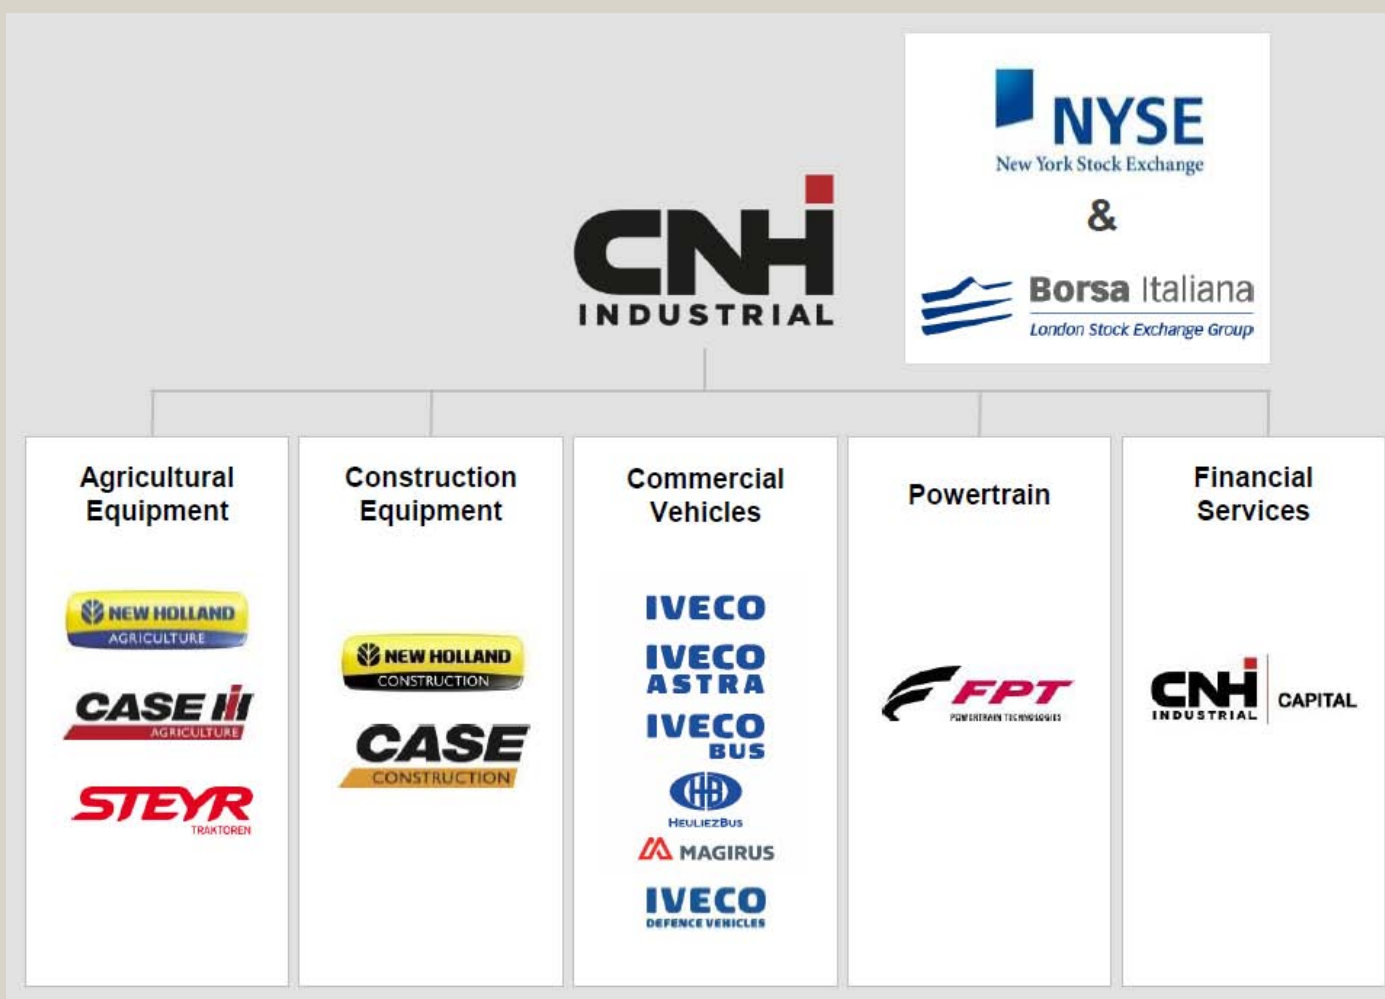 NYSE
New York Stock Exchange
&
Borsa Italiana
London Stock Exchange Group
CNH
INDUSTRIAL
Agricultural
Equipment
NEW HOLLAND
AGRICULTURE
CASE IH
AGRICULTURE
STEYR
TRAKTOREN
Construction
Equipment
NEW HOLLAND
CONSTRUCTION
CASE
CONSTRUCTION
Commercial
Vehicles
IVECO
IVECO
ASTRA
IVECO
BUS
HB
HEULIEZBUS
MAGIRUS
IVECO
DEFENCE VEHICLES
Powertrain
FPT
POWERTRAIN TECHNOLOGIES
Financial
Services
CNH
INDUSTRIAL
CAPITAL